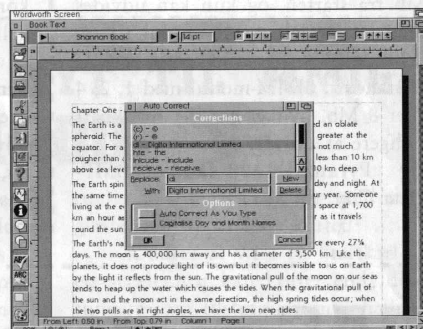 Wordworth Screen
Book Text
Shannon Book
14 pt
P B I U
Chapter One -
Auto Correct
Corrections
(c) - ©
(r) - ®
di - Digita International Limited
hte - the
Inlcude - include
recieve - receive
Replace: di
New
With: Digita International Limited
Delete
Options
Auto Correct As You Type
Capitalise Day and Month Names
OK
Cancel
The Earth is a
ed an oblate
spheroid. The
greater at the
equator. For a
s not much
rougher than
less than 10 km
above sea leve
0 km deep.
The Earth spin
day and night. At
the same time
ur year. Someone
living at the e
space at 1,700
km an hour as
r as it travels
round the sun.
The Earth's na
ce every 27¼
days. The moon is 400,000 km away and has a diameter of 3,500 km. Like the
planets, it does not produce light of its own but it becomes visible to us on Earth
by the light it reflects from the sun. The gravitational pull of the moon on our seas
tends to heap up the water which causes the tides. When the gravitational pull of
the sun and the moon act in the same direction, the high spring tides occur; when
the two pulls are at right angles, we have the low neap tides.
From Left 0.50 in From Top 0.79 in Column 1 Page 1